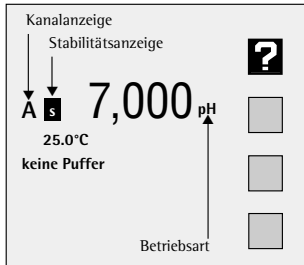 Kanalanzeige
Stabilitätsanzeige
?
A s 7,000 pH
25.0°C
keine Puffer
Betriebsart